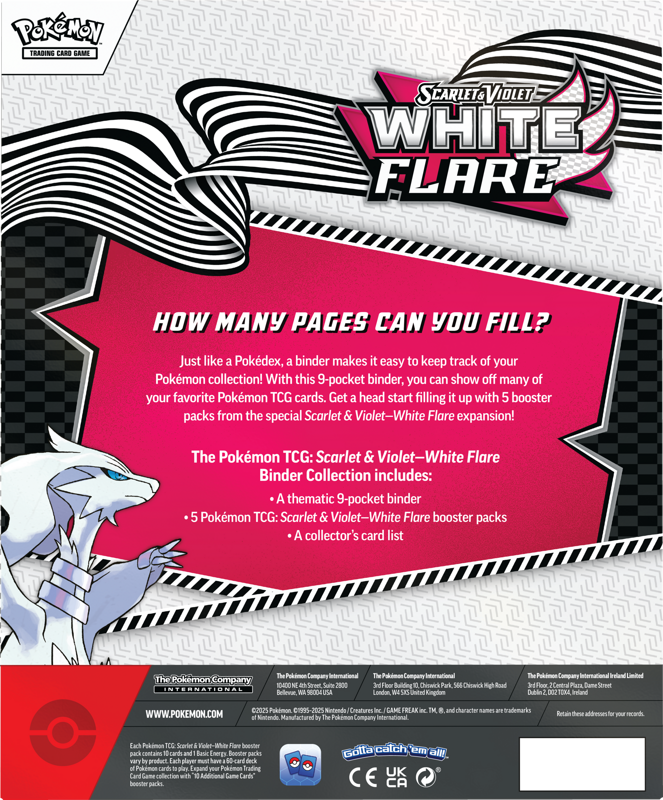 POKéMON
TRADING CARD GAME
SCARLET & VIOLET
WHITE
FLARE
HOW MANY PAGES CAN YOU FILL?
Just like a Pokédex, a binder makes it easy to keep track of your
Pokémon collection! With this 9-pocket binder, you can show off many of
your favorite Pokémon TCG cards. Get a head start filling it up with 5 booster
packs from the special Scarlet & Violet—White Flare expansion!
The Pokémon TCG: Scarlet & Violet—White Flare
Binder Collection includes:
• A thematic 9-pocket binder
• 5 Pokémon TCG: Scarlet & Violet—White Flare booster packs
• A collector's card list
The Pokémon Company
INTERNATIONAL
The Pokémon Company International
10400 NE 4th Street, Suite 2800
Bellevue, WA 98004 USA
The Pokémon Company International
3rd Floor Building 10, Chiswick Park, 566 Chiswick High Road
London, W4 5XS United Kingdom
The Pokémon Company International Ireland Limited
3rd Floor, 2 Central Plaza, Dame Street
Dublin 2, D02 T0X4, Ireland
WWW.POKEMON.COM
©2025 Pokémon. ©1995–2025 Nintendo / Creatures Inc. / GAME FREAK inc. TM, ®, and character names are trademarks
of Nintendo. Manufactured by The Pokémon Company International.
Retain these addresses for your records.
Each Pokémon TCG: Scarlet & Violet—White Flare booster
pack contains 10 cards and 1 Basic Energy. Booster packs
vary by product. Each player must have a 60-card deck
of Pokémon cards to play. Expand your Pokémon Trading
Card Game collection with "10 Additional Game Cards"
booster packs.
Gotta catch 'em all!
CE UK
CA